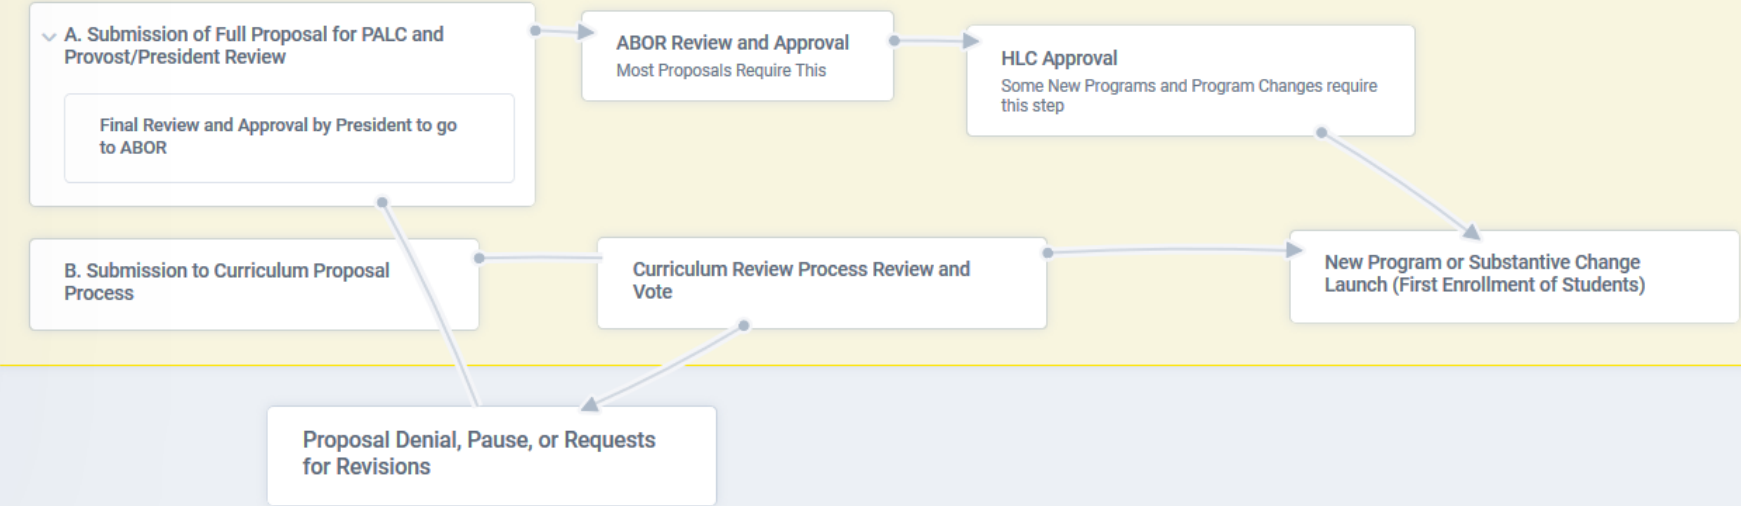 A. Submission of Full Proposal for PALC and
Provost/President Review
Final Review and Approval by President to go
to ABOR
ABOR Review and Approval
Most Proposals Require This
HLC Approval
Some New Programs and Program Changes require
this step
B. Submission to Curriculum Proposal
Process
Curriculum Review Process Review and
Vote
New Program or Substantive Change
Launch (First Enrollment of Students)
Proposal Denial, Pause, or Requests
for Revisions